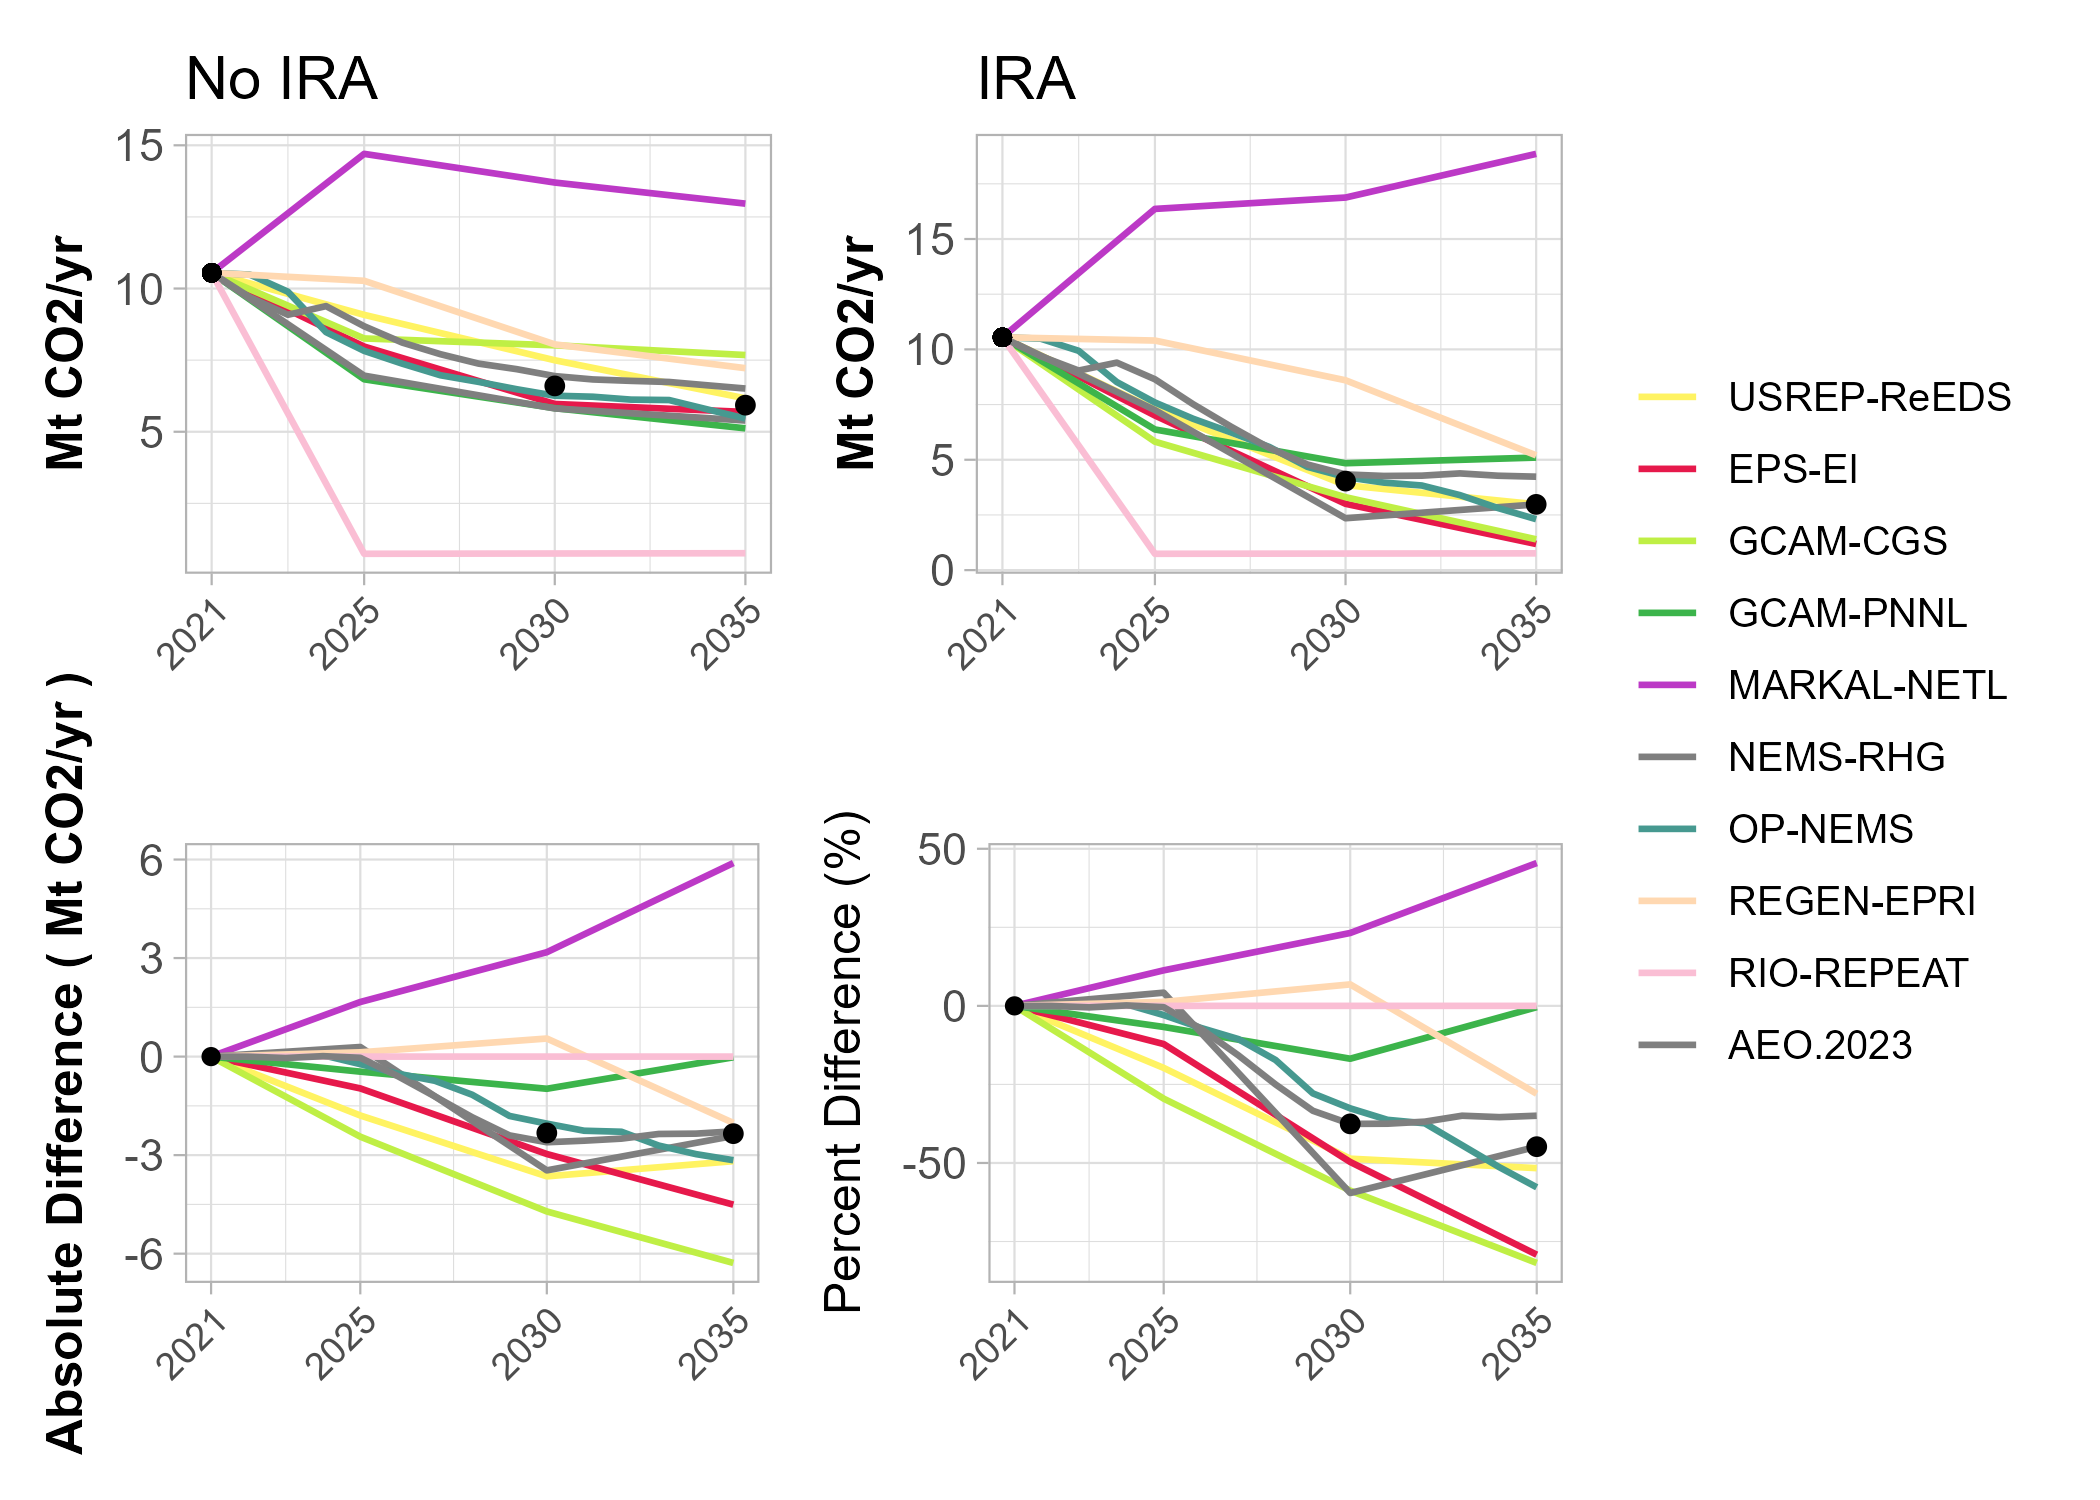 No IRA
IRA
Mt CO2/yr
15
10
5
2021
2025
2030
2035
Mt CO2/yr
15
10
5
0
2021
2025
2030
2035
Absolute Difference ( Mt CO2/yr )
6
3
0
-3
-6
2021
2025
2030
2035
Percent Difference (%)
50
0
-50
2021
2025
2030
2035
USREP-ReEDS
EPS-EI
GCAM-CGS
GCAM-PNNL
MARKAL-NETL
NEMS-RHG
OP-NEMS
REGEN-EPRI
RIO-REPEAT
AEO.2023